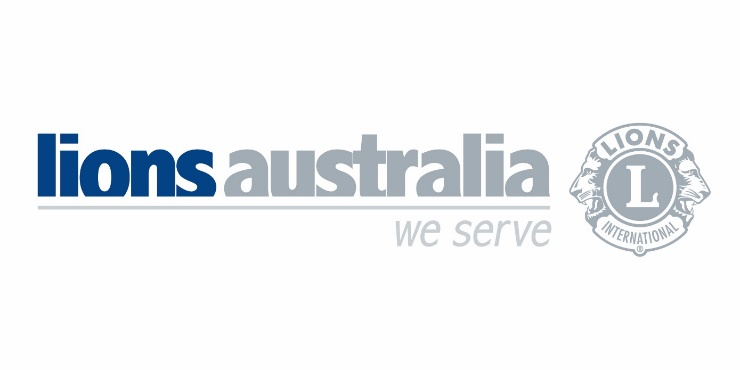 lions australia
we serve
LIONS
L
INTERNATIONAL
®